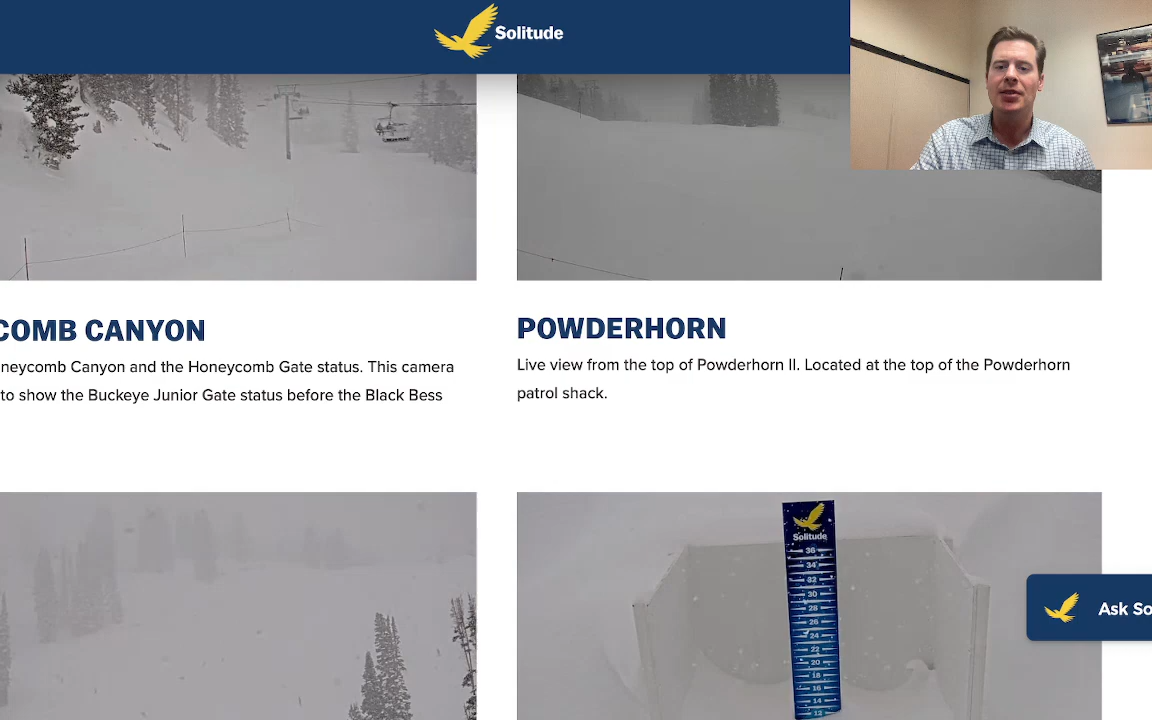 Solitude
COMB CANYON
neycomb Canyon and the Honeycomb Gate status. This camera
to show the Buckeye Junior Gate status before the Black Bess
POWDERHORN
Live view from the top of Powderhorn II. Located at the top of the Powderhorn
patrol shack.
Solitude
36
34
32
30
28
26
24
22
20
18
16
14
12
Ask So